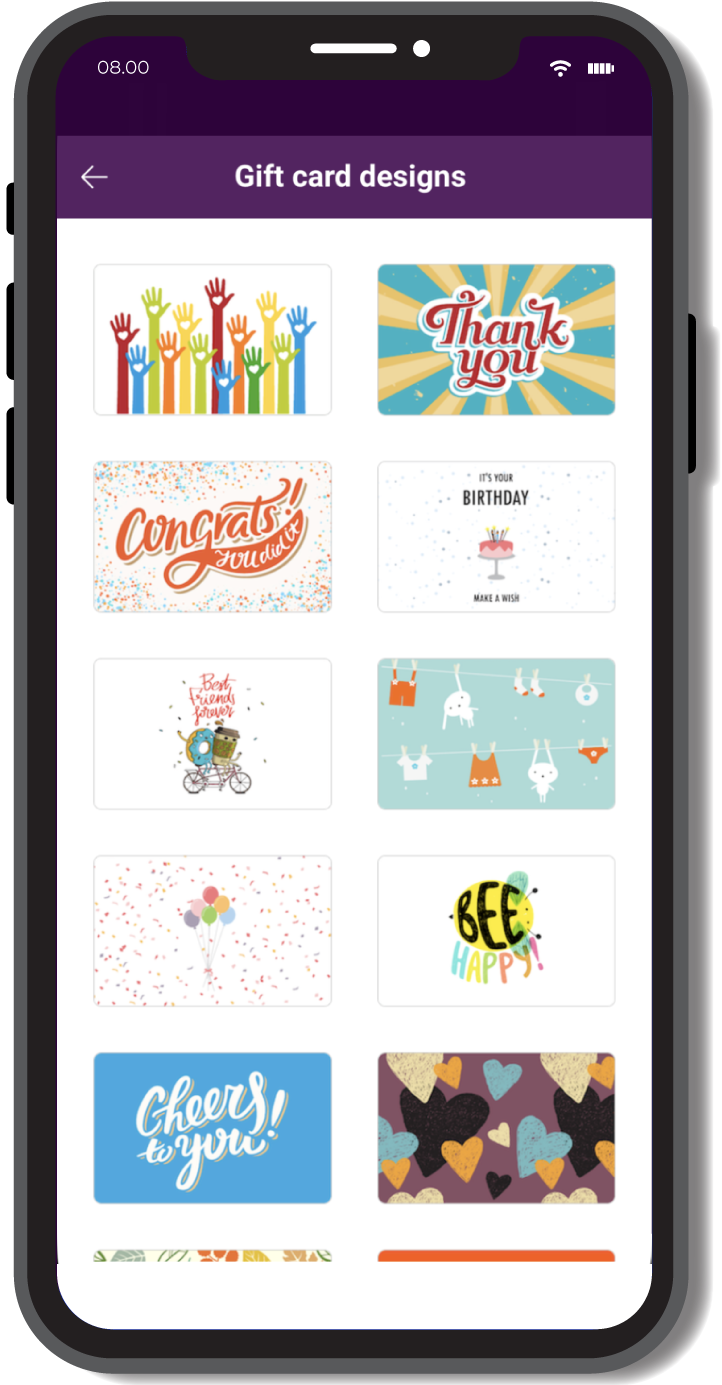 08.00
Gift card designs
Thank
you
Congrats!
You did it
IT'S YOUR
BIRTHDAY
MAKE A WISH
Best
Friends
forever
BEE
HAPPY!
Cheers
to you!